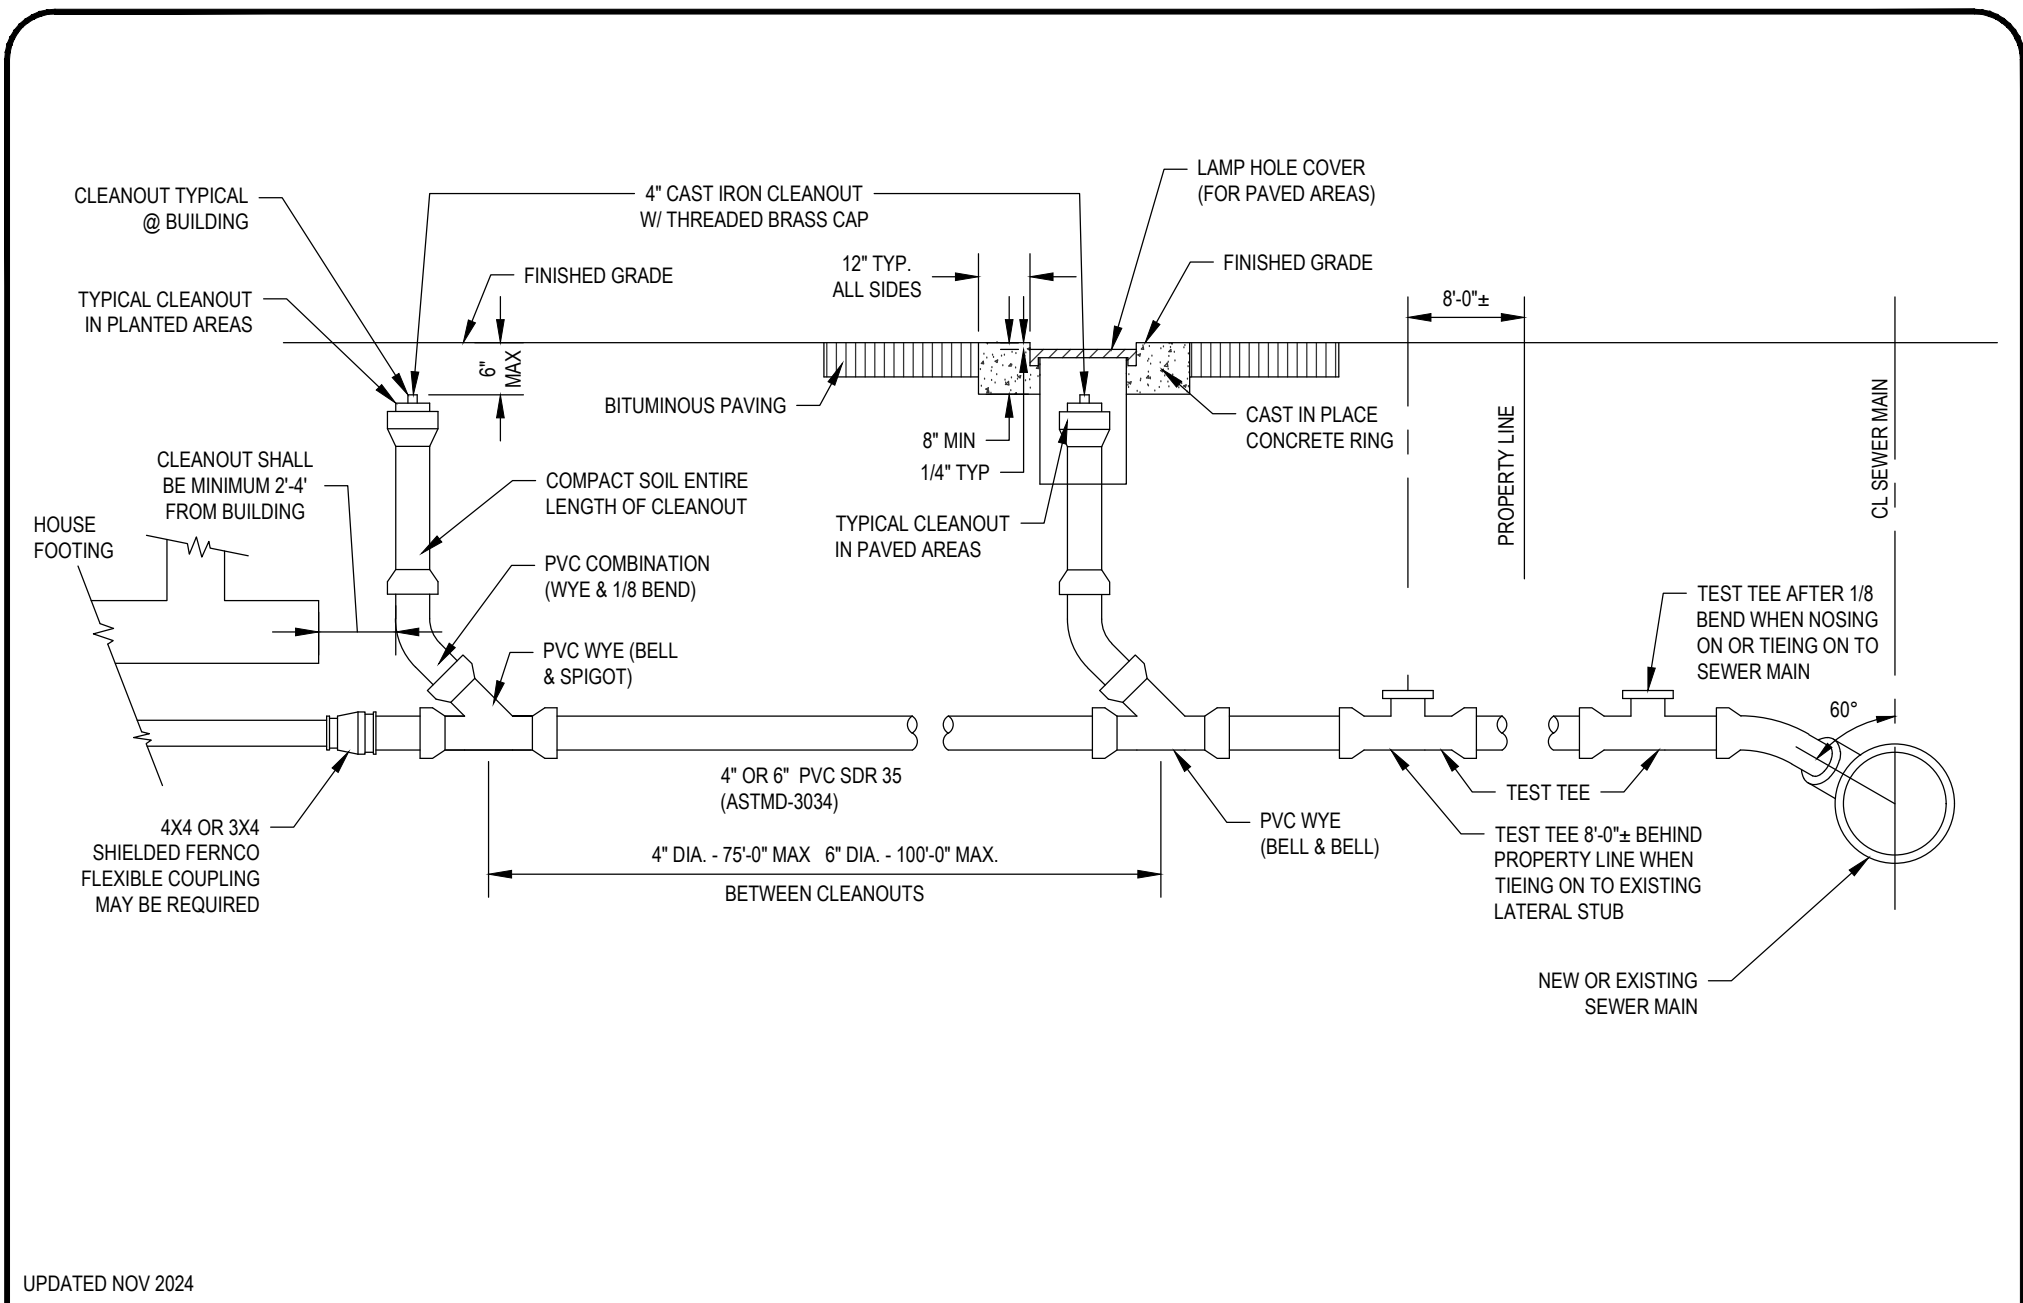 CLEANOUT TYPICAL
@ BUILDING
4" CAST IRON CLEANOUT
W/ THREADED BRASS CAP
LAMP HOLE COVER
(FOR PAVED AREAS)
TYPICAL CLEANOUT
IN PLANTED AREAS
FINISHED GRADE
12" TYP.
ALL SIDES
FINISHED GRADE
8'-0"±
6"
MAX
BITUMINOUS PAVING
8" MIN
1/4" TYP
CAST IN PLACE
CONCRETE RING
PROPERTY LINE
CL SEWER MAIN
CLEANOUT SHALL
BE MINIMUM 2'-4'
FROM BUILDING
COMPACT SOIL ENTIRE
LENGTH OF CLEANOUT
HOUSE
FOOTING
TYPICAL CLEANOUT
IN PAVED AREAS
PVC COMBINATION
(WYE & 1/8 BEND)
PVC WYE (BELL
& SPIGOT)
TEST TEE AFTER 1/8
BEND WHEN NOSING
ON OR TIEING ON TO
SEWER MAIN
60°
4" OR 6" PVC SDR 35
(ASTMD-3034)
TEST TEE
4X4 OR 3X4
SHIELDED FERNCO
FLEXIBLE COUPLING
MAY BE REQUIRED
4" DIA. - 75'-0" MAX 6" DIA. - 100'-0" MAX.
BETWEEN CLEANOUTS
PVC WYE
(BELL & BELL)
TEST TEE 8'-0"± BEHIND
PROPERTY LINE WHEN
TIEING ON TO EXISTING
LATERAL STUB
NEW OR EXISTING
SEWER MAIN
UPDATED NOV 2024